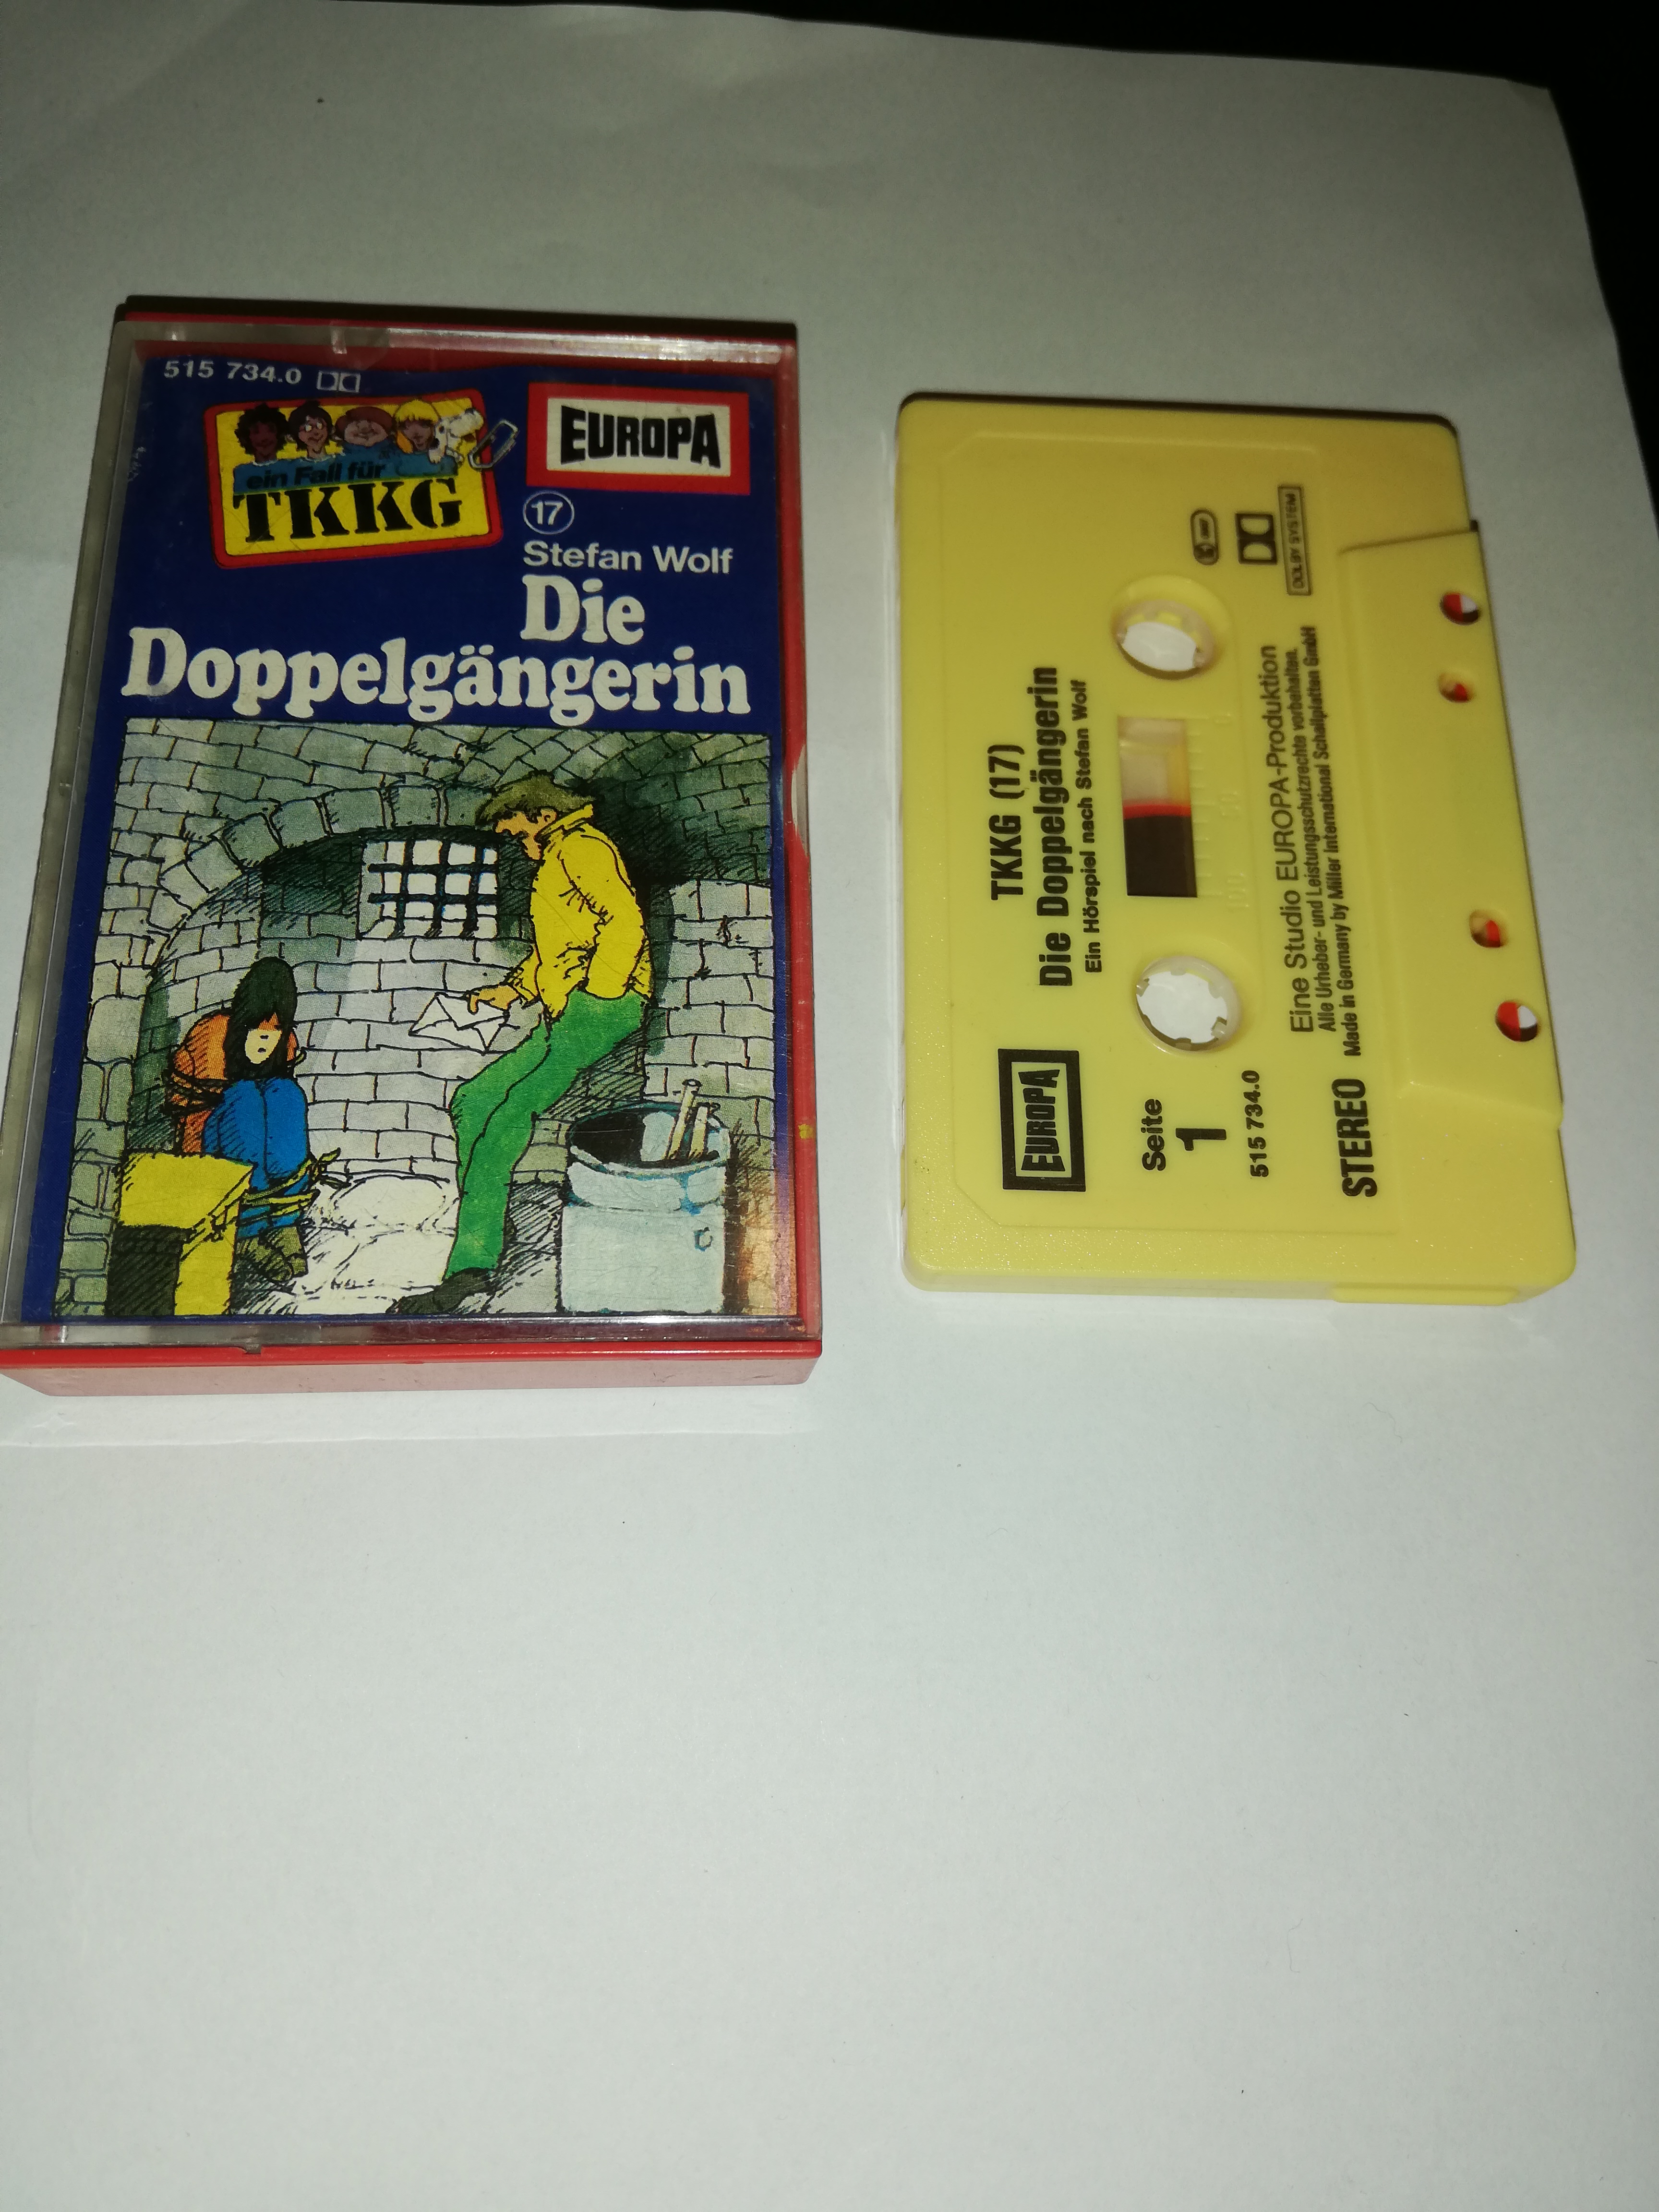 515 734.0
ein Fall für
TKKG
EUROPA
17
Stefan Wolf
Die
Doppelgängerin
TKKG (17)
Die Doppelgängerin
Ein Hörspiel nach Stefan Wolf
EUROPA
Seite
1
515 734.0
DOLBY SYSTEM
Eine Studio EUROPA-Produktion
Alle Urheber- und Leistungsschutzrechte vorbehalten.
STEREO Made in Germany by Miller International Schallplatten GmbH